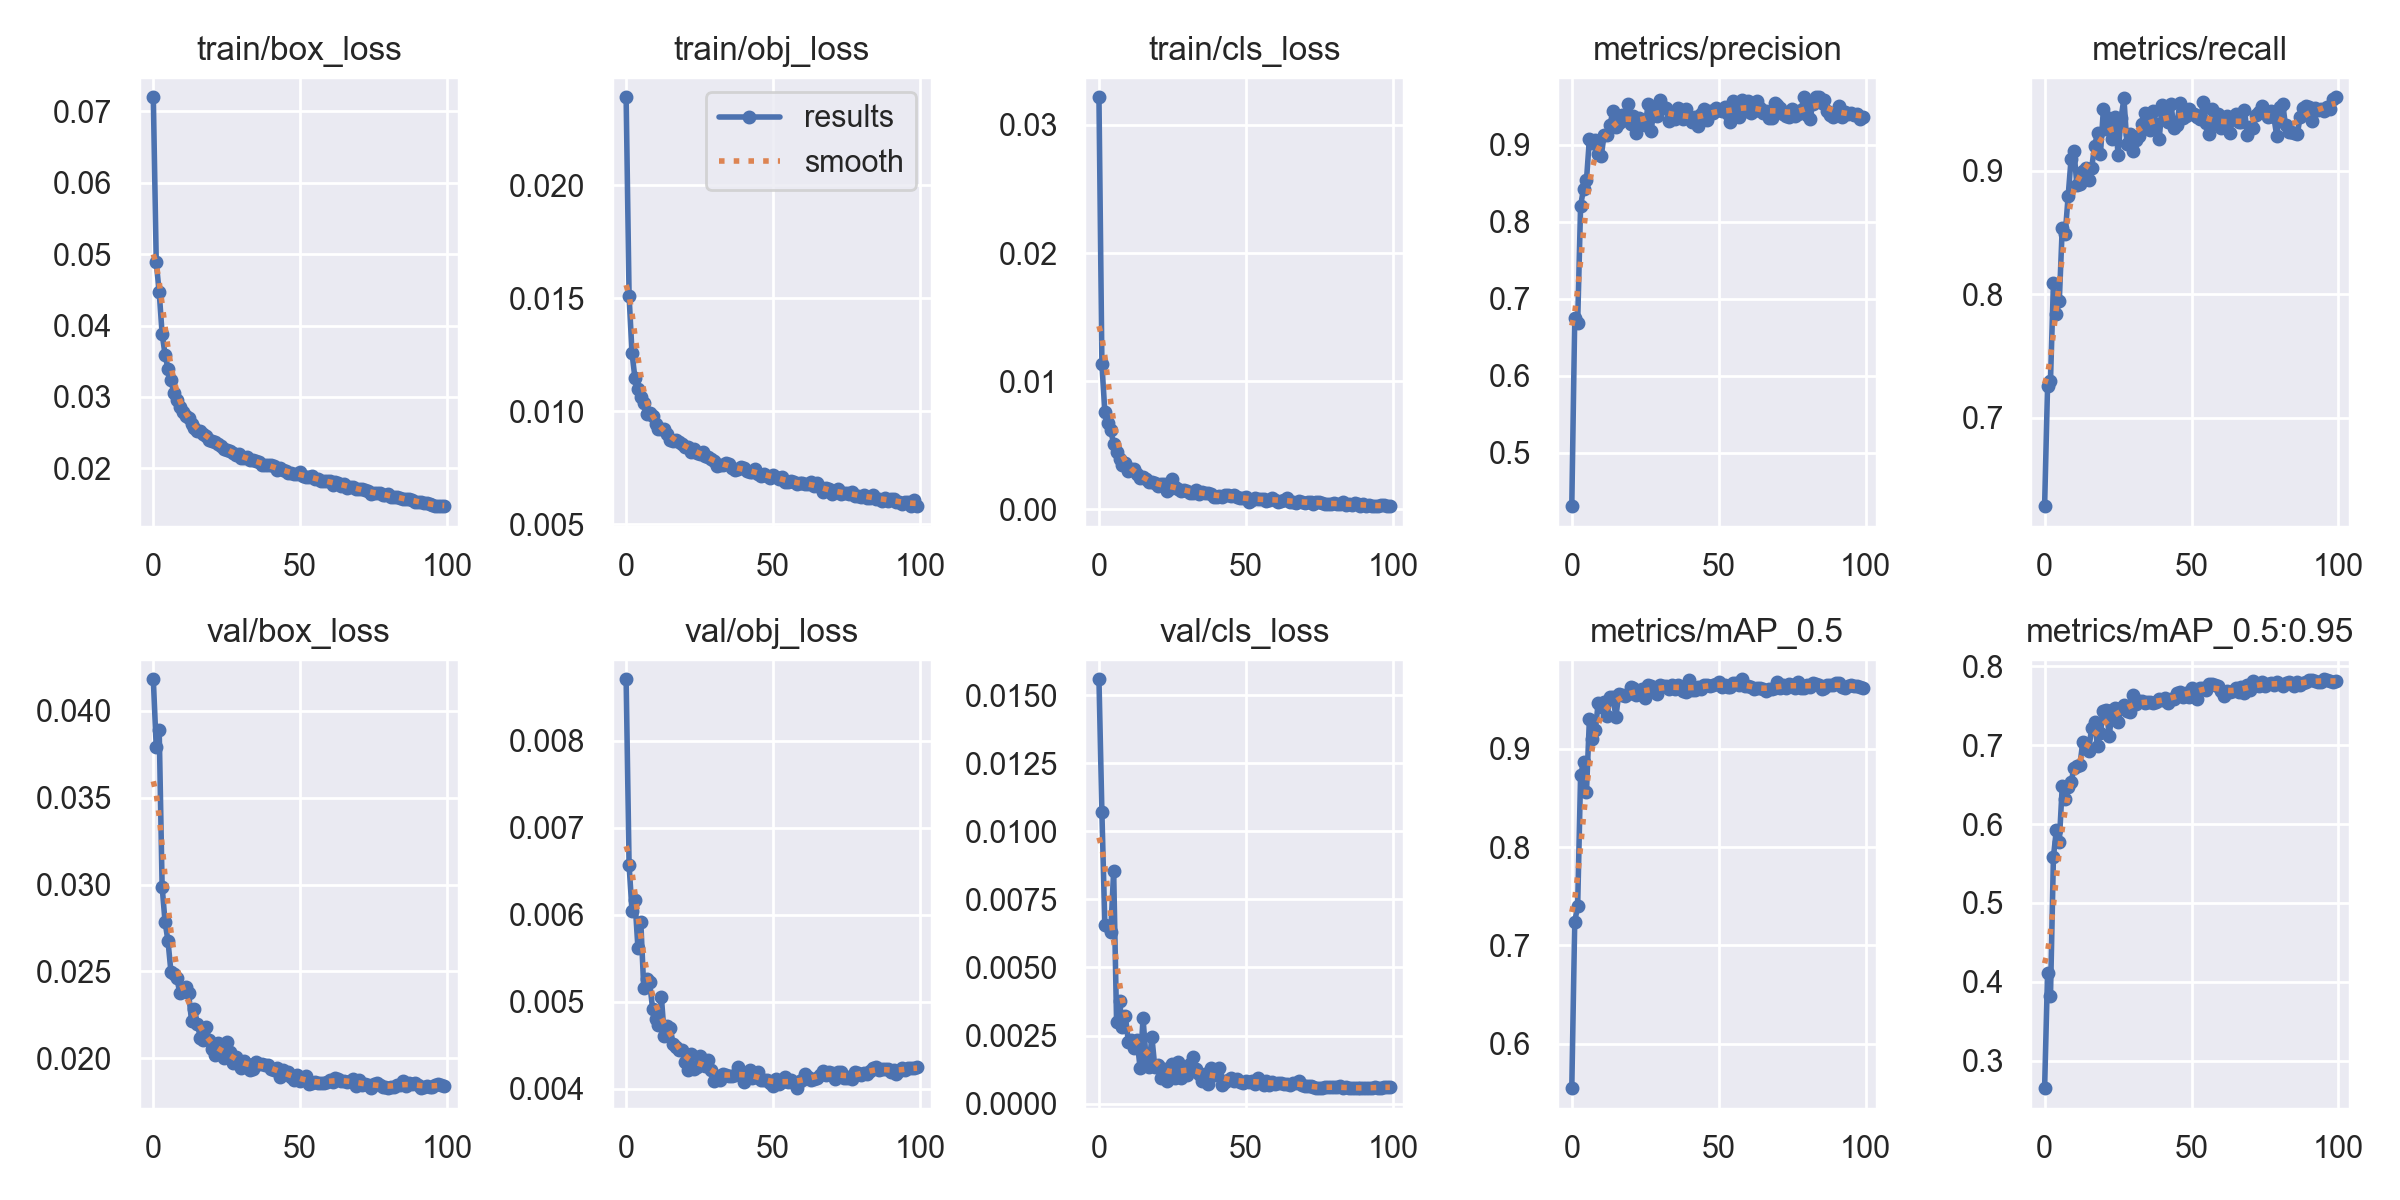 train/box_loss
0.07
0.06
0.05
0.04
0.03
0.02
0 50 100
train/obj_loss
results
smooth
0.020
0.015
0.010
0.005
0 50 100
train/cls_loss
0.03
0.02
0.01
0.00
0 50 100
metrics/precision
0.9
0.8
0.7
0.6
0.5
0 50 100
metrics/recall
0.9
0.8
0.7
0 50 100
val/box_loss
0.040
0.035
0.030
0.025
0.020
0 50 100
val/obj_loss
0.008
0.007
0.006
0.005
0.004
0 50 100
val/cls_loss
0.0150
0.0125
0.0100
0.0075
0.0050
0.0025
0.0000
0 50 100
metrics/mAP_0.5
0.9
0.8
0.7
0.6
0 50 100
metrics/mAP_0.5:0.95
0.8
0.7
0.6
0.5
0.4
0.3
0 50 100